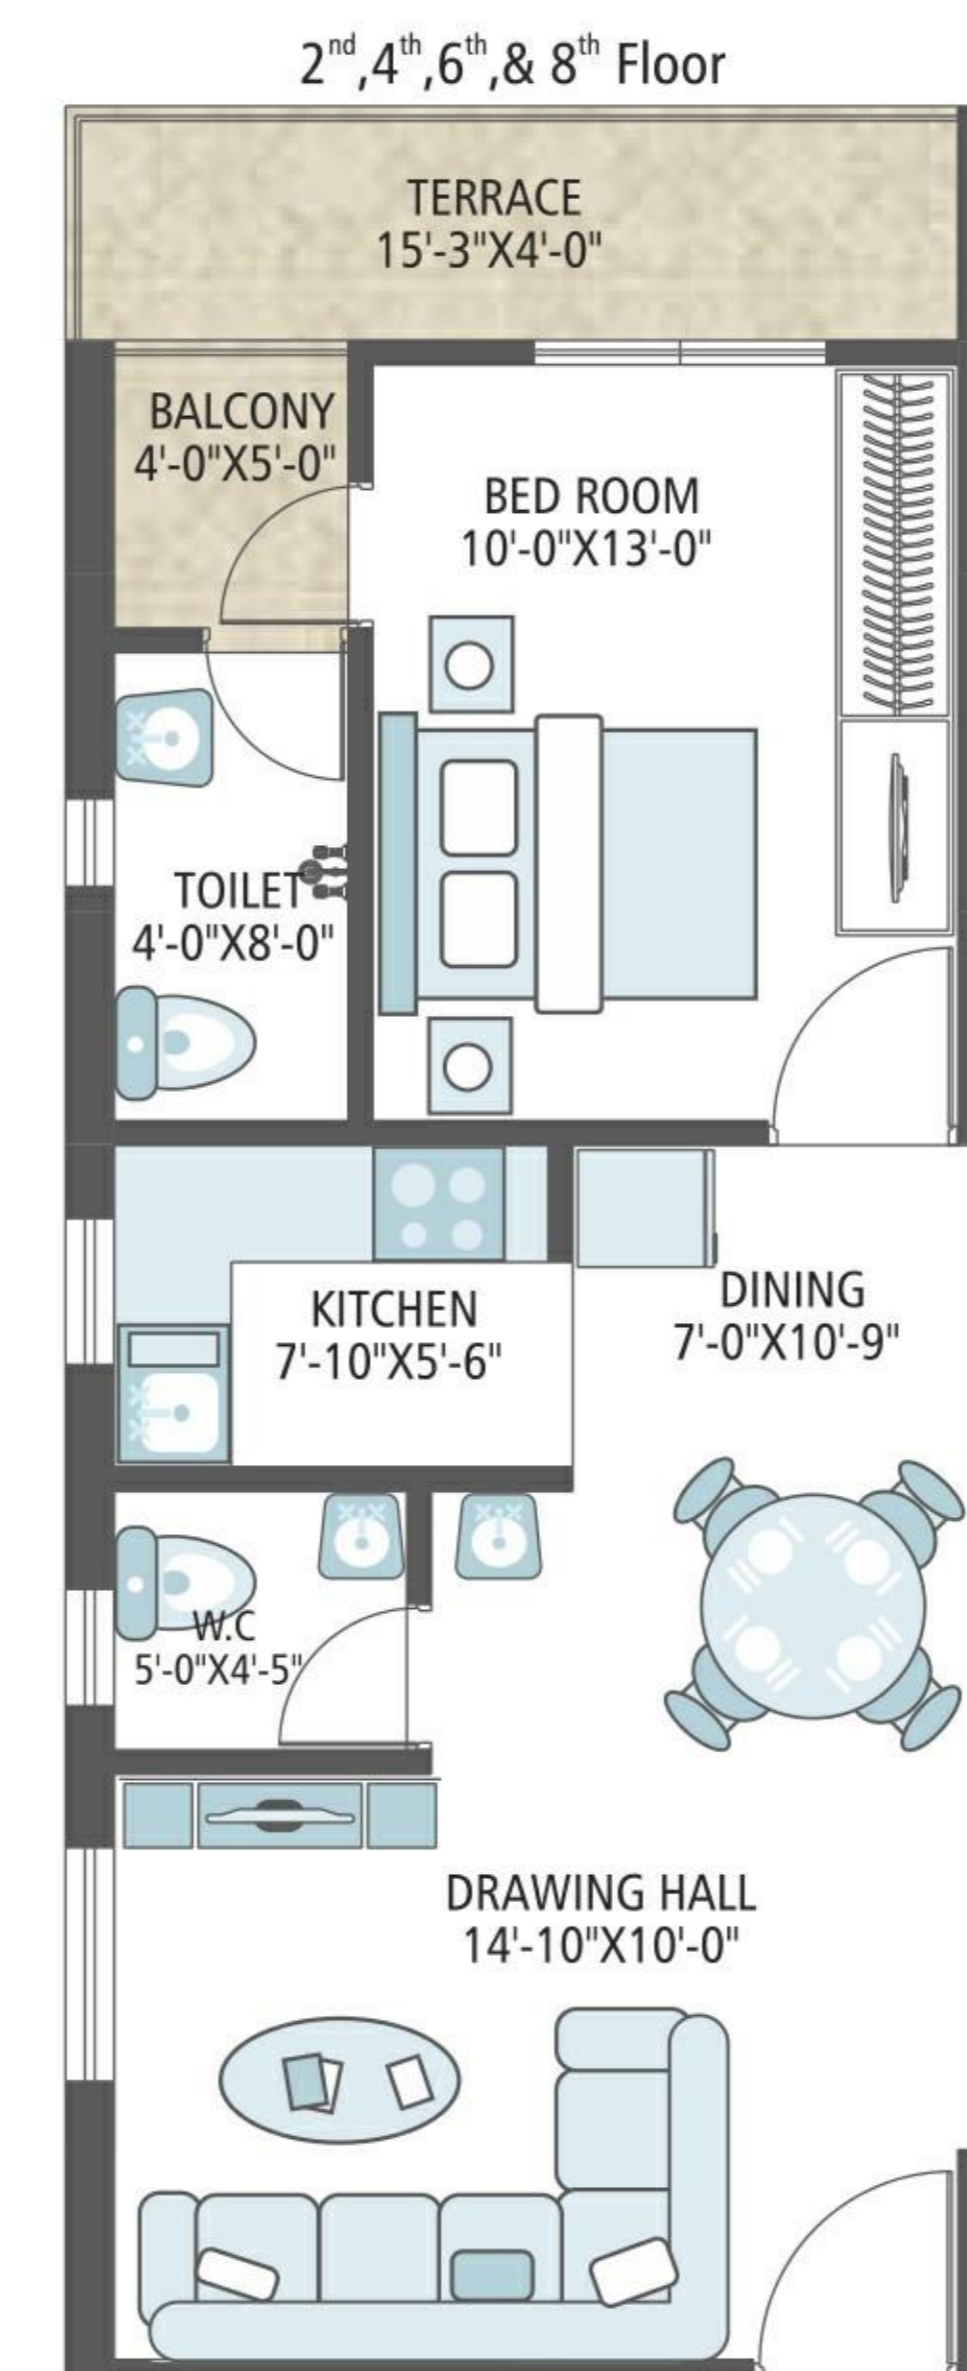 2nd,4th,6th,& 8th Floor
TERRACE
15'-3"X4'-0"
BALCONY
4'-0"X5'-0"
BED ROOM
10'-0"X13'-0"
TOILET
4'-0"X8'-0"
KITCHEN
7'-10"X5'-6"
DINING
7'-0"X10'-9"
W.C
5'-0"X4'-5"
DRAWING HALL
14'-10"X10'-0"